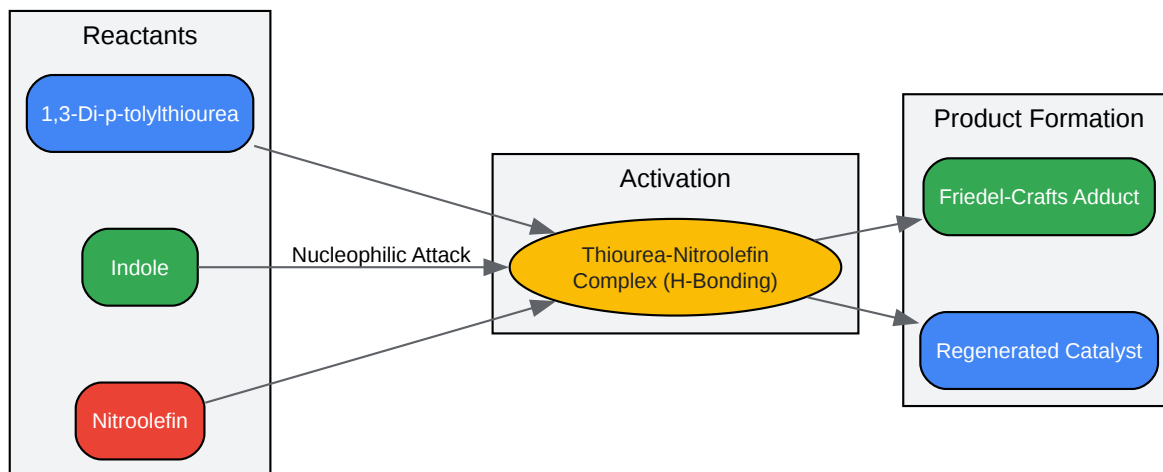 Reactants
1,3-Di-p-tolylthiourea
Indole
Nitroolefin
Nucleophilic Attack
Activation
Thiourea-Nitroolefin
Complex (H-Bonding)
Product Formation
Friedel-Crafts Adduct
Regenerated Catalyst